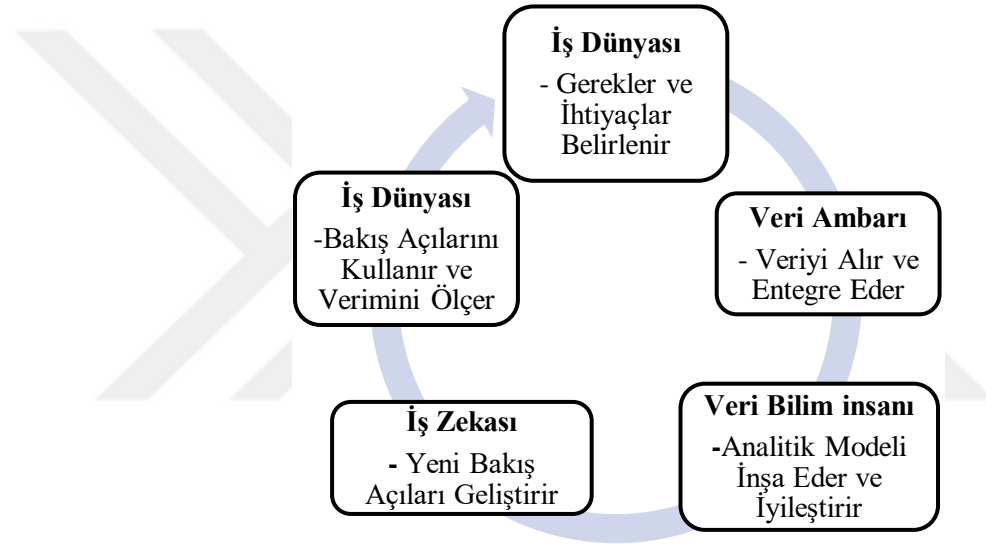 İş Dünyası
- Gerekler ve
İhtiyaçlar
Belirlenir
Veri Ambarı
- Veriyi Alır ve
Entegre Eder
Veri Bilim insanı
-Analitik Modeli
İnşa Eder ve
İyileştirir
İş Zekası
- Yeni Bakış
Açıları Geliştirir
İş Dünyası
-Bakış Açılarını
Kullanır ve
Verimini Ölçer